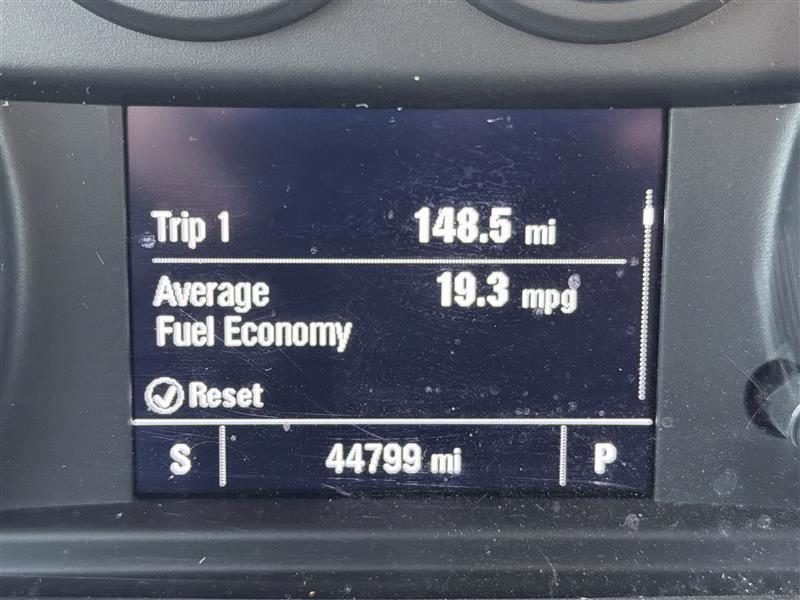 Trip 1 148.5 mi
Average 19.3 mpg
Fuel Economy
Reset
S 44799 mi P